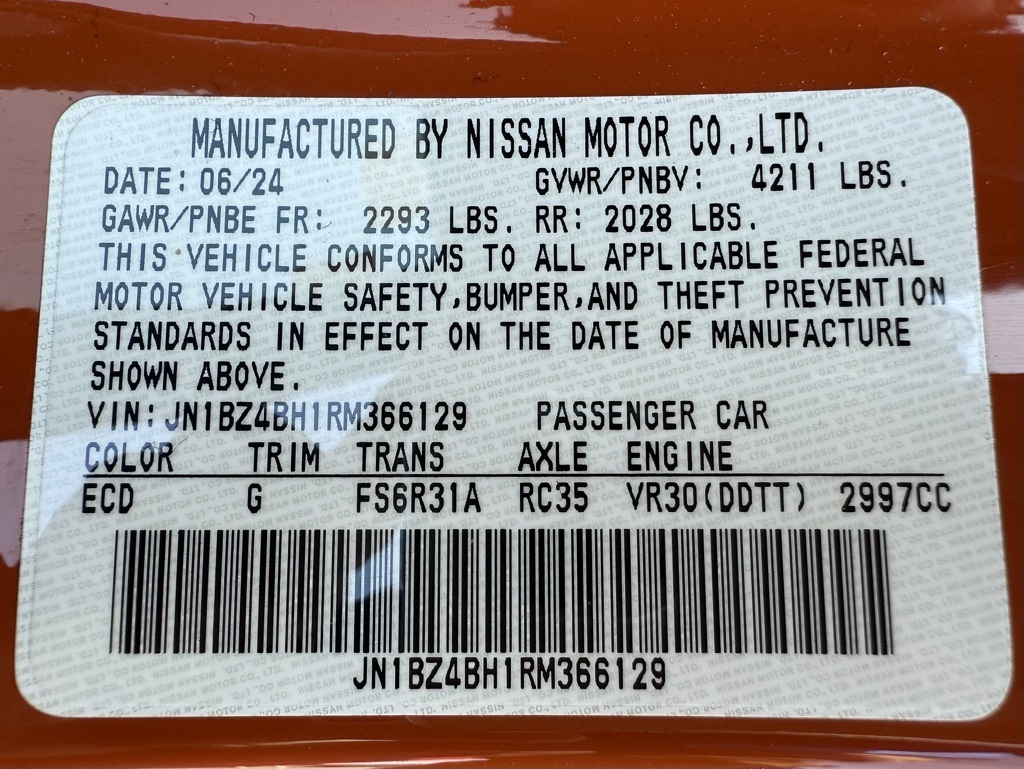 MANUFACTURED BY NISSAN MOTOR CO.,LTD.
DATE: 06/24 GVWR/PNBV: 4211 LBS.
GAWR/PNBE FR: 2293 LBS. RR: 2028 LBS.
THIS VEHICLE CONFORMS TO ALL APPLICABLE FEDERAL
MOTOR VEHICLE SAFETY,BUMPER,AND THEFT PREVENTION
STANDARDS IN EFFECT ON THE DATE OF MANUFACTURE
SHOWN ABOVE.
VIN:JN1BZ4BH1RM366129 PASSENGER CAR
COLOR TRIM TRANS AXLE ENGINE
ECD G FS6R31A RC35 VR30(DDTT) 2997CC
JN1BZ4BH1RM366129